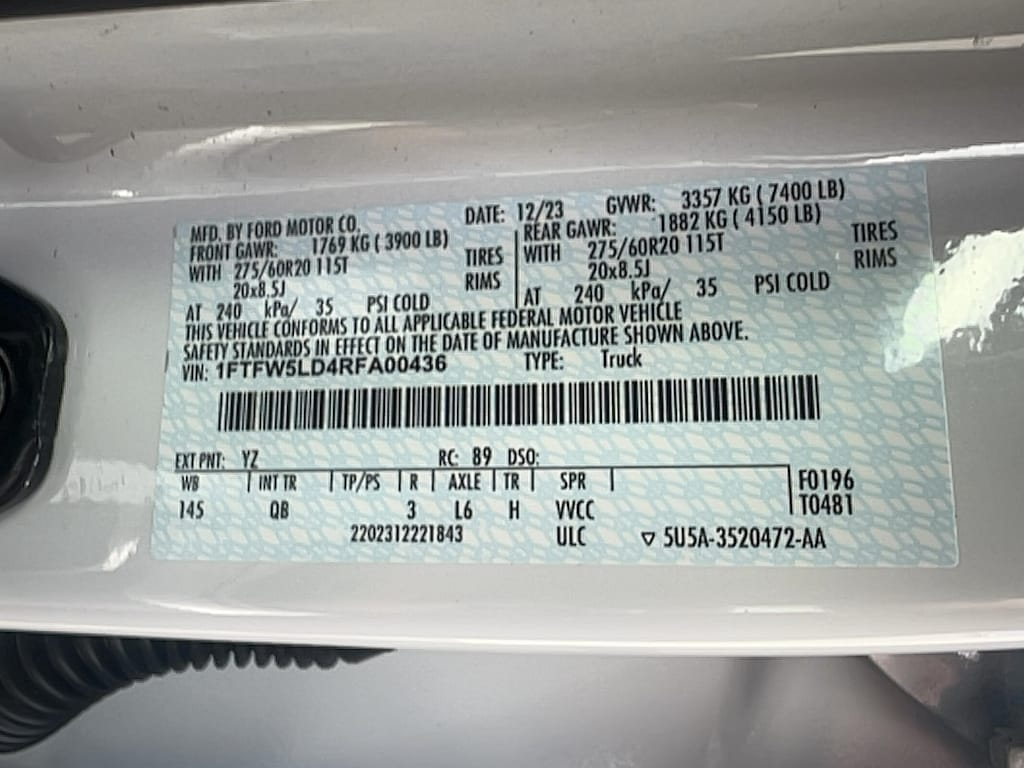 MFD. BY FORD MOTOR CO. DATE: 12/23 GVWR: 3357 KG ( 7400 LB)
FRONT GAWR: 1769 KG ( 3900 LB) REAR GAWR: 1882 KG ( 4150 LB)
WITH 275/60R20 115T TIRES WITH 275/60R20 115T TIRES
20x8.5J RIMS 20x8.5J RIMS
AT 240 kPa/ 35 PSI COLD AT 240 kPa/ 35 PSI COLD
THIS VEHICLE CONFORMS TO ALL APPLICABLE FEDERAL MOTOR VEHICLE
SAFETY STANDARDS IN EFFECT ON THE DATE OF MANUFACTURE SHOWN ABOVE.
VIN: 1FTFW5LD4RFA00436 TYPE: Truck
EXT PNT: YZ RC: 89 DSO:
WB INT TR TP/PS R AXLE TR SPR F0196
145 QB 3 L6 H VVCC T0481
2202312221843 ULC ▽ 5U5A-3520472-AA